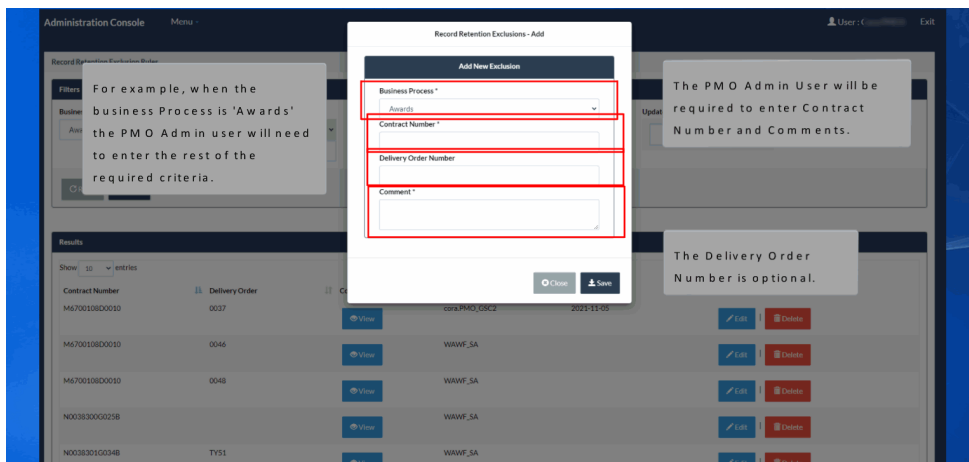 Administration Console Menu
User: C Exit
Record Retention Exclusions - Add
Record Retention Exclusion Rules
Add New Exclusion
Filters
For example, when the
business Process is 'Awards'
the PMO Admin user will need
to enter the rest of the
required criteria.
Business Process *
Awards
Contract Number *
Delivery Order Number
Comment *
The PMO Admin User will be
required to enter Contract
Number and Comments.
The Delivery Order
Number is optional.
Close Save
Results
Show 10 entries
Contract Number Delivery Order
M6700108D0010 0037 View cora.PMO_GSC2 2021-11-05 Edit | Delete
M6700108D0010 0046 View WAWF_SA Edit | Delete
M6700108D0010 0048 View WAWF_SA Edit | Delete
N0038300G025B View WAWF_SA Edit | Delete
N0038301G034B TY51 WAWF_SA